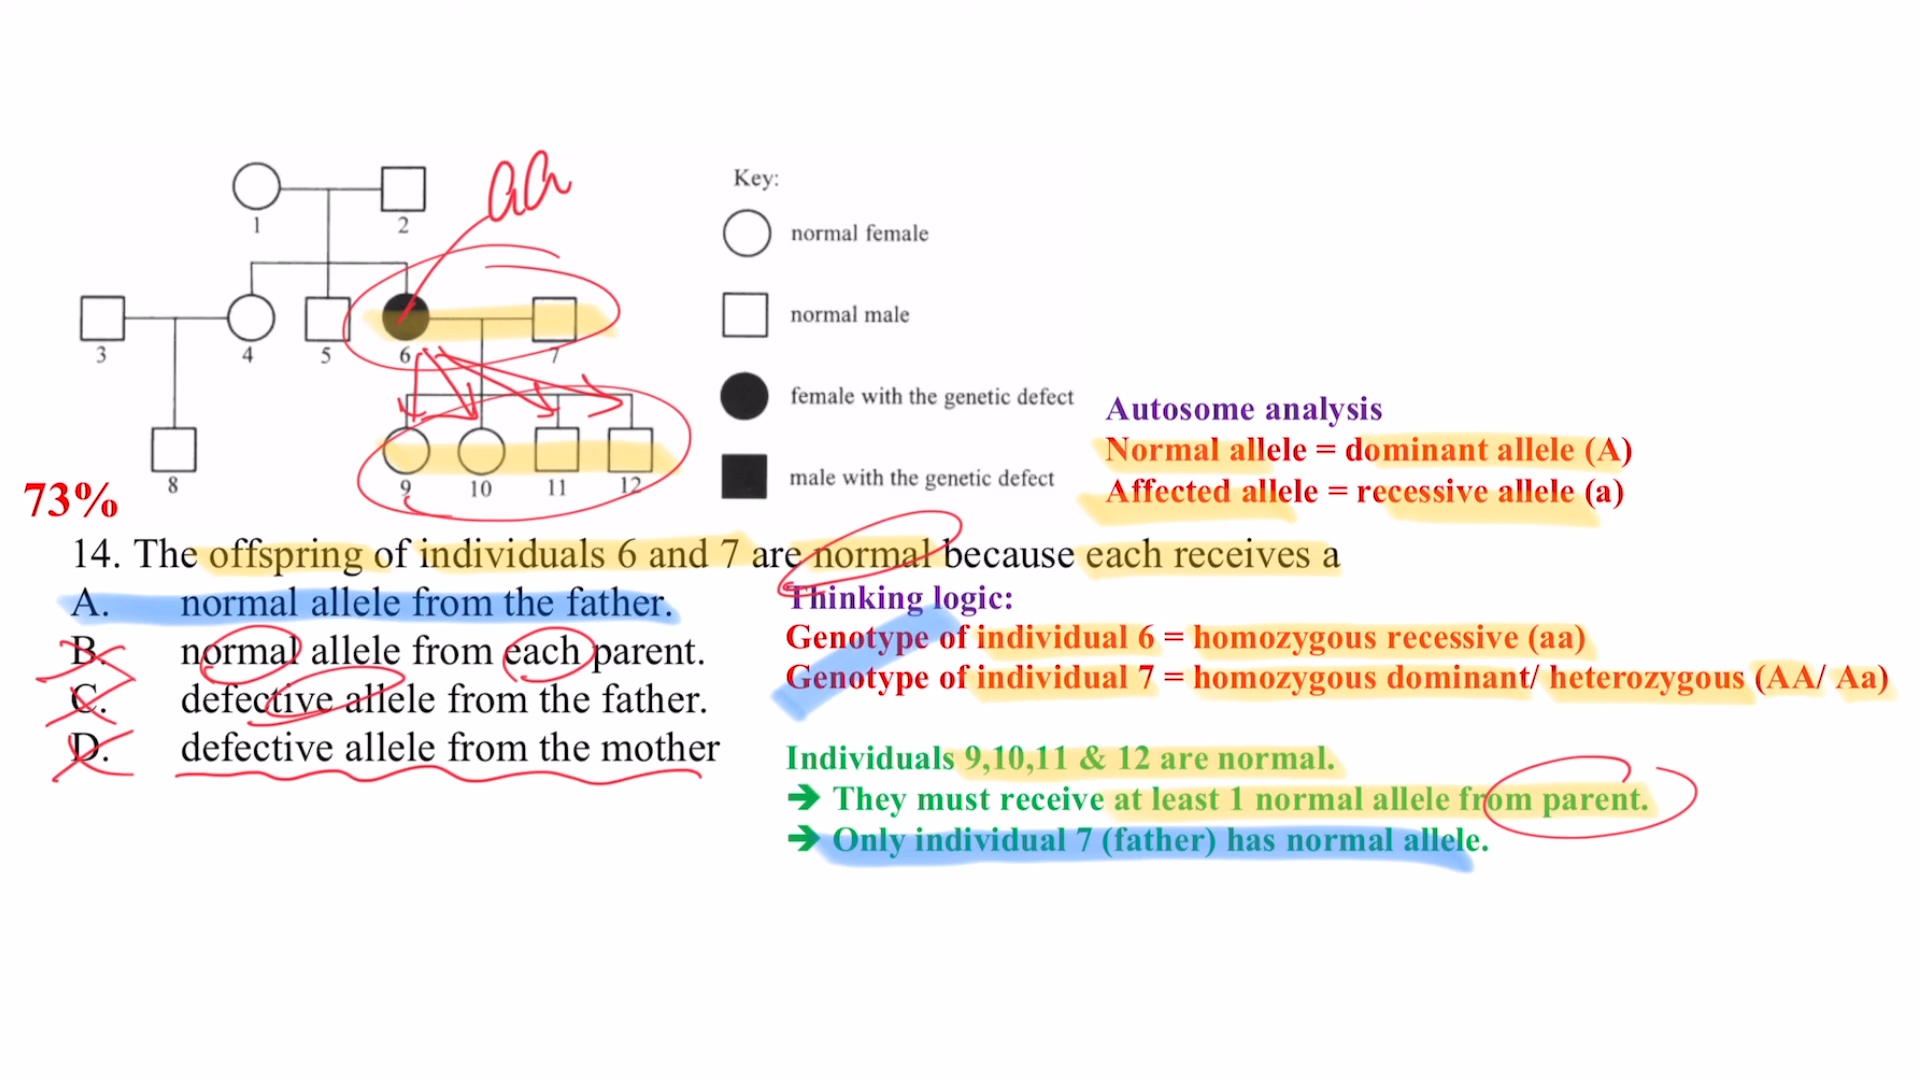 aa
Key:
1
2
normal female
3
4
5
6
7
normal male
female with the genetic defect
8
9
10
11
12
male with the genetic defect
Autosome analysis
Normal allele = dominant allele (A)
Affected allele = recessive allele (a)
73%
14. The offspring of individuals 6 and 7 are normal because each receives a
A. normal allele from the father.
B. normal allele from each parent.
C. defective allele from the father.
D. defective allele from the mother
Thinking logic:
Genotype of individual 6 = homozygous recessive (aa)
Genotype of individual 7 = homozygous dominant/ heterozygous (AA/ Aa)
Individuals 9,10,11 & 12 are normal.
➔ They must receive at least 1 normal allele from parent.
➔ Only individual 7 (father) has normal allele.